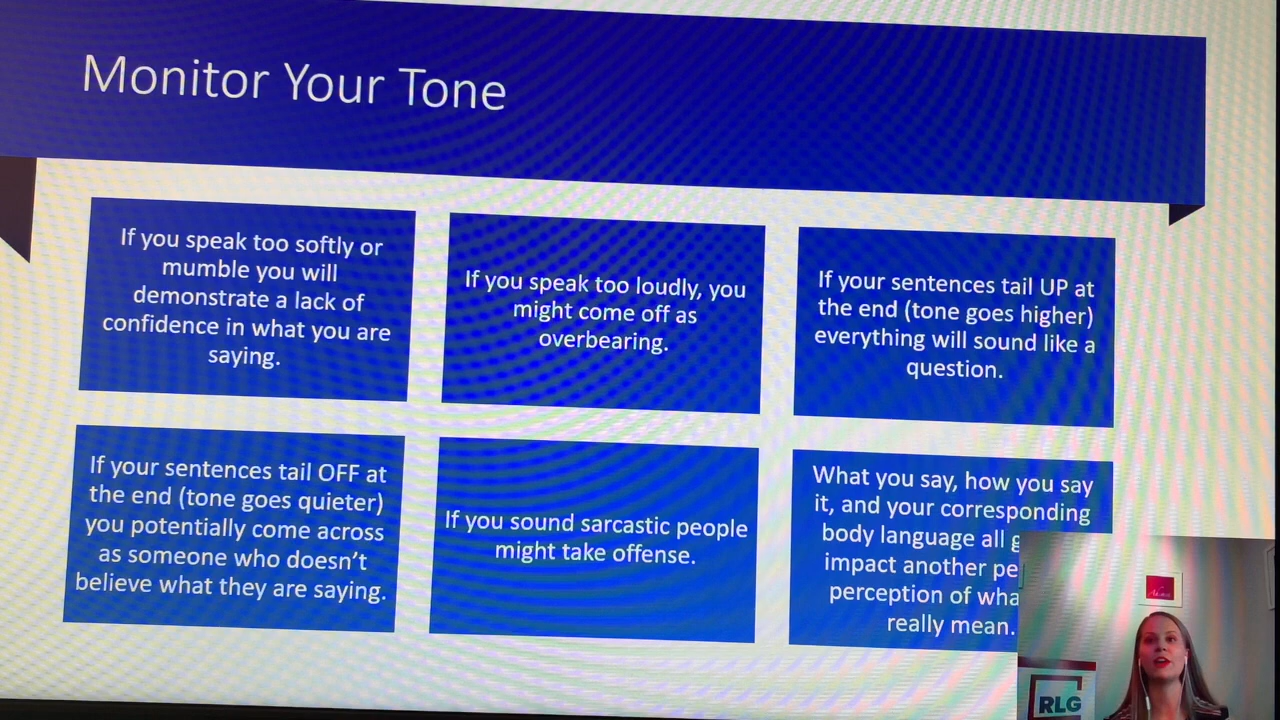 Monitor Your Tone
If you speak too softly or
mumble you will
demonstrate a lack of
confidence in what you are
saying.
If you speak too loudly, you
might come off as
overbearing.
If your sentences tail UP at
the end (tone goes higher)
everything will sound like a
question.
If your sentences tail OFF at
the end (tone goes quieter)
you potentially come across
as someone who doesn't
believe what they are saying.
If you sound sarcastic people
might take offense.
What you say, how you say
it, and your corresponding
body language all
impact another
perception of
really mean.
RLG